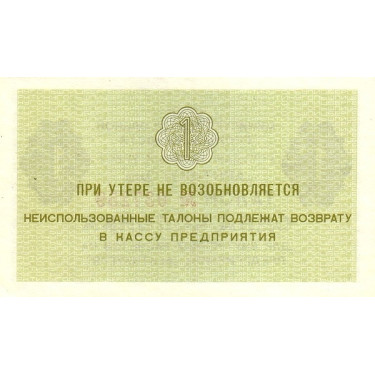 1
ПРИ УТЕРЕ НЕ ВОЗОБНОВЛЯЕТСЯ
НЕИСПОЛЬЗОВАННЫЕ ТАЛОНЫ ПОДЛЕЖАТ ВОЗВРАТУ
В КАССУ ПРЕДПРИЯТИЯ